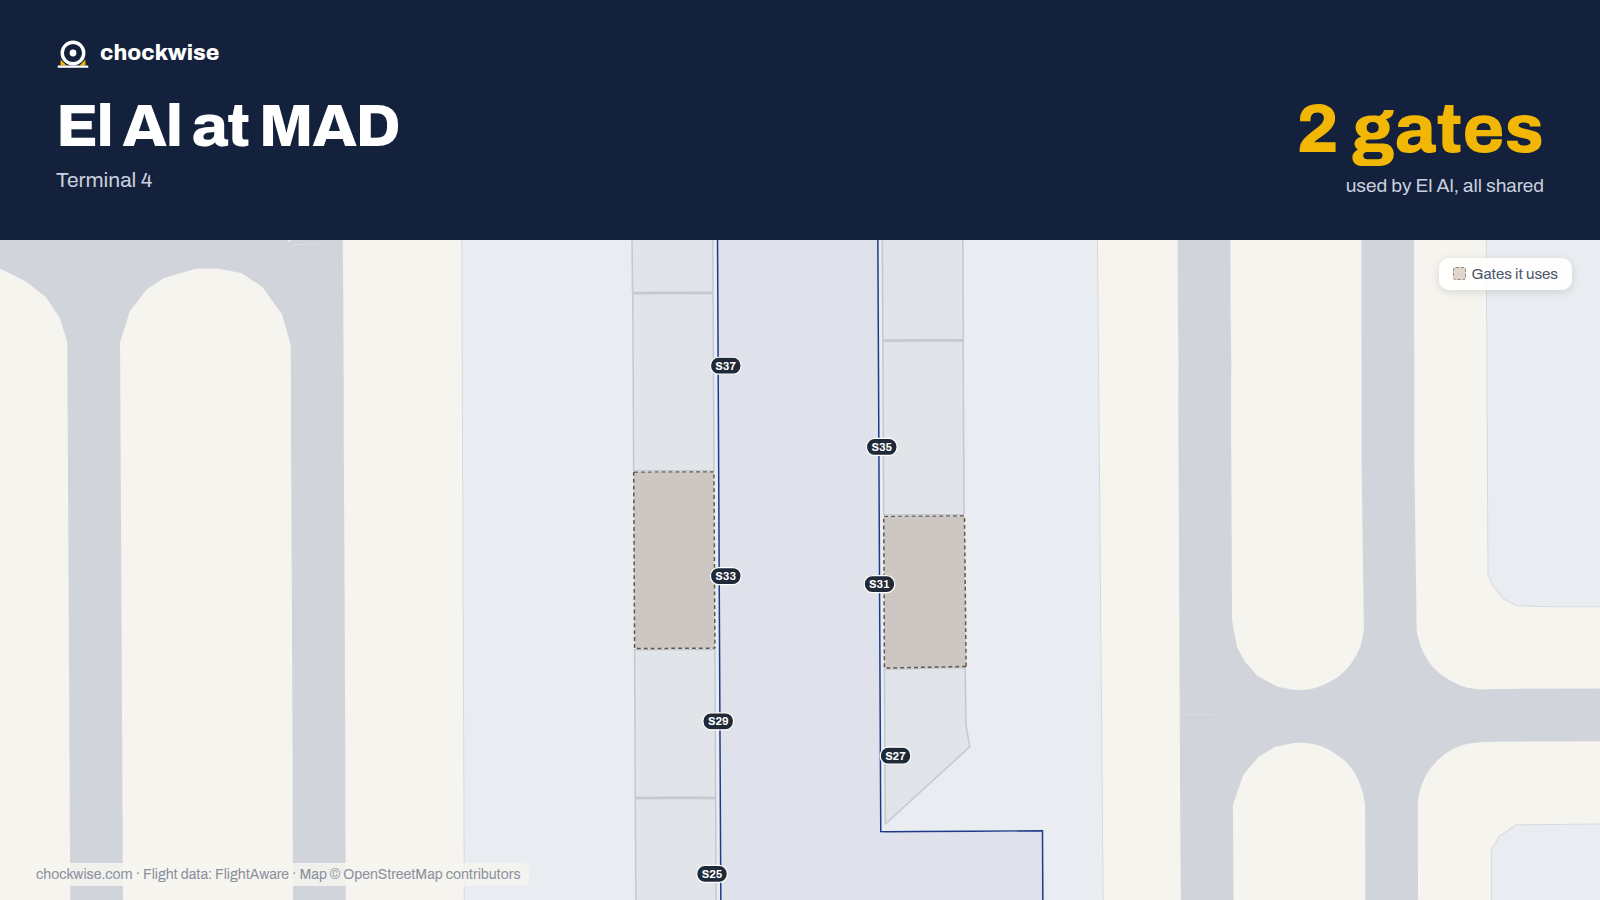 chockwise
El Al at MAD
Terminal 4
2 gates
used by El Al, all shared
Gates it uses
S37
S35
S33
S31
S29
S27
S25
chockwise.com · Flight data: FlightAware · Map © OpenStreetMap contributors